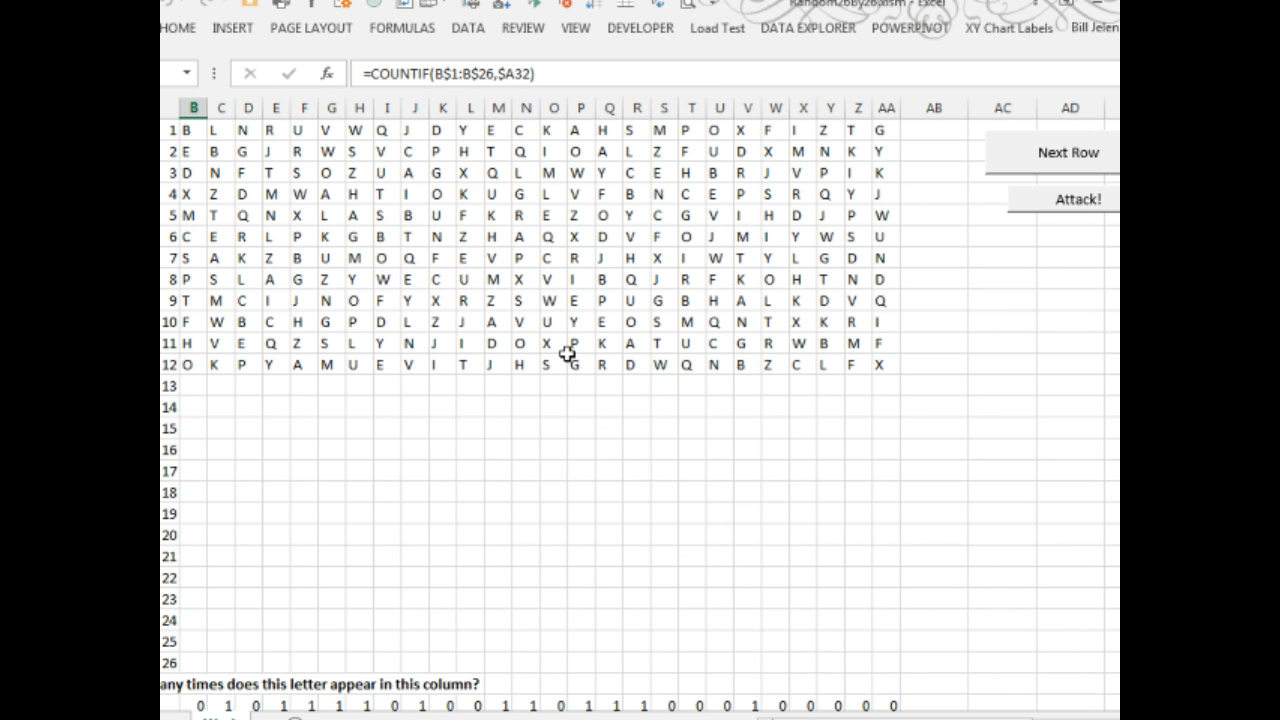 Random26By26.xlsm - Excel
HOME INSERT PAGE LAYOUT FORMULAS DATA REVIEW VIEW DEVELOPER Load Test DATA EXPLORER POWERPIVOT XY Chart Labels Bill Jelen
fx =COUNTIF(B$1:B$26,$A32)
B C D E F G H I J K L M N O P Q R S T U V W X Y Z AA AB AC AD
1 B L N R U V W Q J D Y E C K A H S M P O X F I Z T G
2 E B G J R W S V C P H T Q I O A L Z F U D X M N K Y
Next Row
3 D N F T S O Z U A G X Q L M W Y C E H B R J V P I K
4 X Z D M W A H T I O K U G L V F B N C E P S R Q Y J
Attack!
5 M T Q N X L A S B U F K R E Z O Y C G V I H D J P W
6 C E R L P K G B T N Z H A Q X D V F O J M I Y W S U
7 S A K Z B U M O Q F E V P C R J H X I W T Y L G D N
8 P S L A G Z Y W E C U M X V I B Q J R F K O H T N D
9 T M C I J N O F Y X R Z S W E P U G B H A L K D V Q
10 F W B C H G P D L Z J A V U Y E O S M Q N T X K R I
11 H V E Q Z S L Y N J I D O X P K A T U C G R W B M F
12 O K P Y A M U E V I T J H S G R D W Q N B Z C L F X
13
14
15
16
17
18
19
20
21
22
23
24
25
26
any times does this letter appear in this column?
0 1 0 1 1 1 1 0 1 0 0 1 1 0 1 1 1 0 0 0 1 0 0 0 0 0